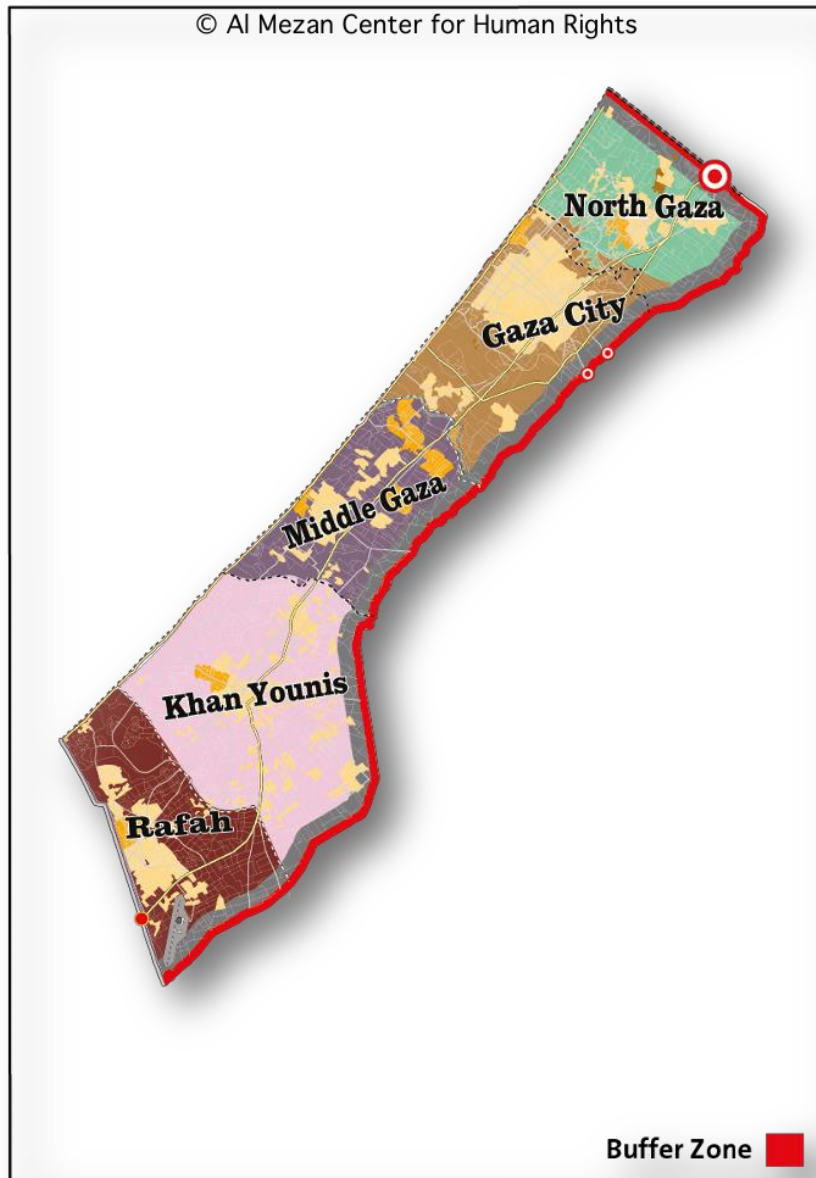 © Al Mezan Center for Human Rights
North Gaza
Gaza City
Middle Gaza
Khan Younis
Rafah
Buffer Zone